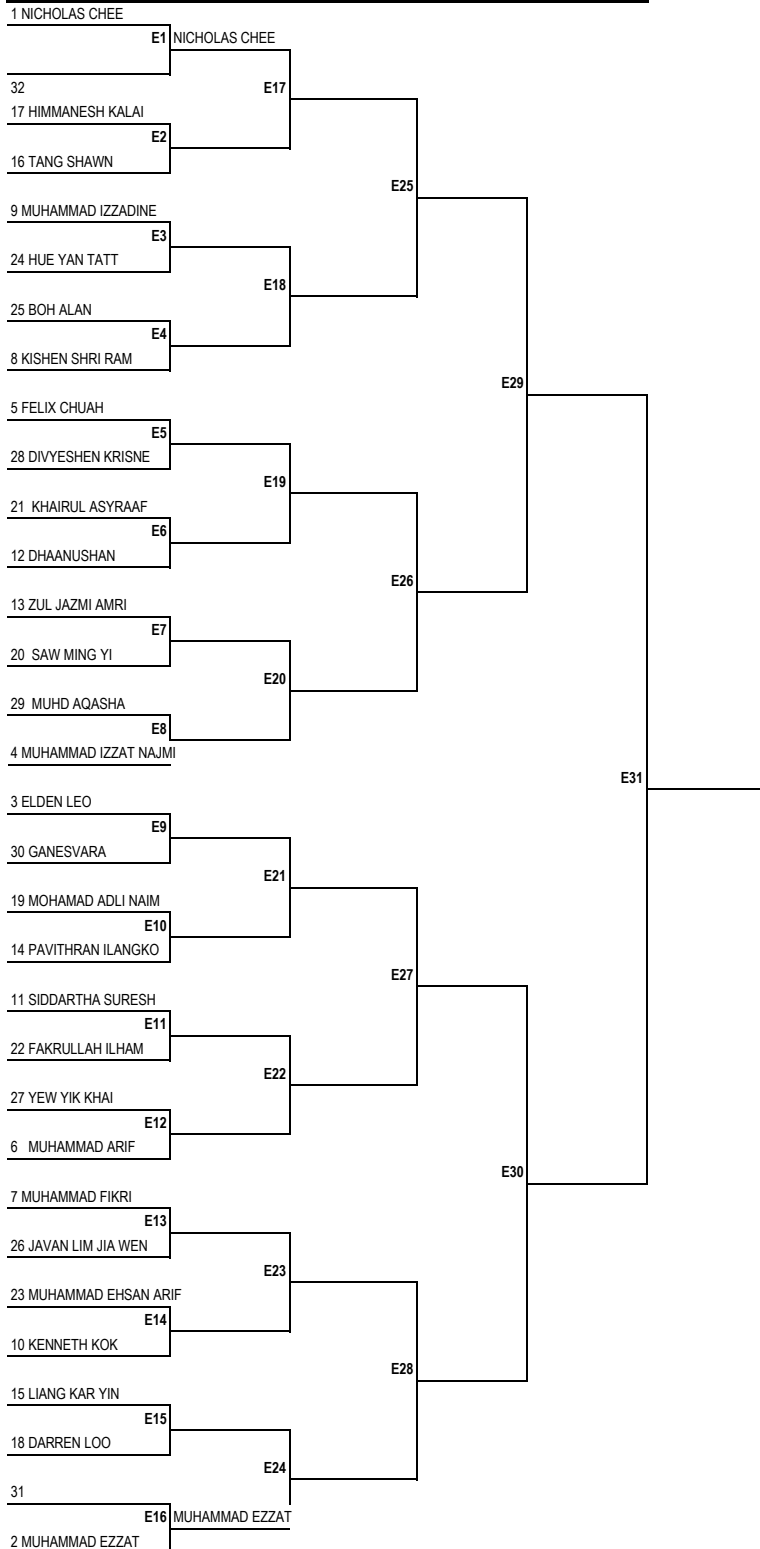 1 NICHOLAS CHEE
E1 NICHOLAS CHEE
32
E17
17 HIMMANESH KALAI
E2
16 TANG SHAWN
E25
9 MUHAMMAD IZZADINE
E3
24 HUE YAN TATT
E18
25 BOH ALAN
E4
8 KISHEN SHRI RAM
E29
5 FELIX CHUAH
E5
28 DIVYESHEN KRISNE
E19
21 KHAIRUL ASYRAAF
E6
12 DHAANUSHAN
E26
13 ZUL JAZMI AMRI
E7
20 SAW MING YI
E20
29 MUHD AQASHA
E8
4 MUHAMMAD IZZAT NAJMI
E31
3 ELDEN LEO
E9
30 GANESVARA
E21
19 MOHAMAD ADLI NAIM
E10
14 PAVITHRAN ILANGKO
E27
11 SIDDARTHA SURESH
E11
22 FAKRULLAH ILHAM
E22
27 YEW YIK KHAI
E12
6 MUHAMMAD ARIF
E30
7 MUHAMMAD FIKRI
E13
26 JAVAN LIM JIA WEN
E23
23 MUHAMMAD EHSAN ARIF
E14
10 KENNETH KOK
E28
15 LIANG KAR YIN
E15
18 DARREN LOO
E24
31
E16 MUHAMMAD EZZAT
2 MUHAMMAD EZZAT